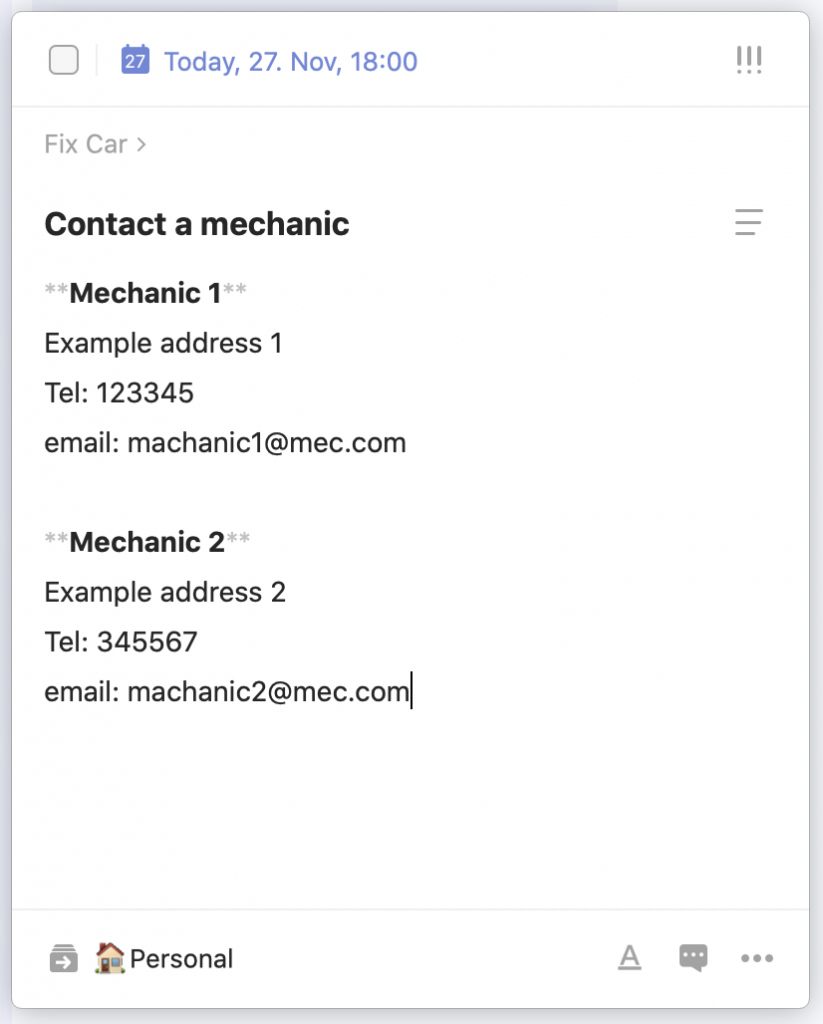 27 Today, 27. Nov, 18:00
Fix Car >
Contact a mechanic
**Mechanic 1**
Example address 1
Tel: 123345
email: machanic1@mec.com
**Mechanic 2**
Example address 2
Tel: 345567
email: machanic2@mec.com
Personal
A